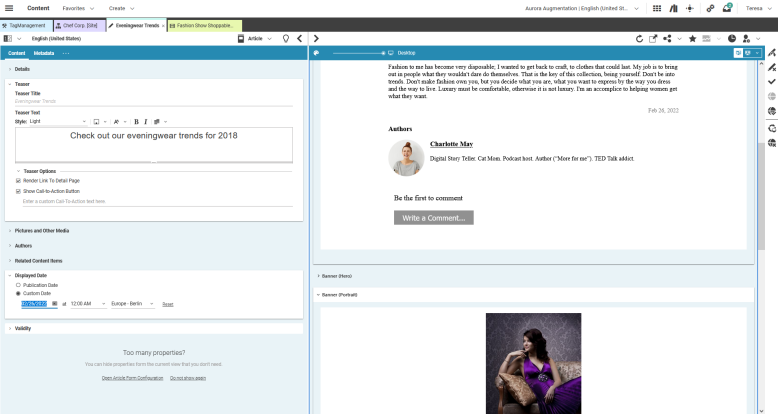 Content Favorites Create Aurora Augmentation | English (United St... Teresa
TagManagement Chef Corp. [Site] Eveningwear Trends × Fashion Show Shoppable...
English (United States) Article
Content Metadata ... Desktop
Details
Teaser
Teaser Title
Eveningwear Trends
Teaser Text
Style: Light B I
Check out our eveningwear trends for 2018
Teaser Options
Render Link To Detail Page
Show Call-to-Action Button
Enter a custom Call-To-Action text here.
Pictures and Other Media
Authors
Related Content Items
Displayed Date
Publication Date
Custom Date
02/26/2022 at 12:00 AM Europe - Berlin Reset
Validity
Too many properties?
You can hide properties form the current view that you don't need.
Open Article Form Configuration Do not show again
Fashion to me has become very disposable, I wanted to get back to craft, to clothes that could last. My job is to bring
out in people what they wouldn't dare do themselves. That is the key of this collection, being yourself. Don't be into
trends. Don't make fashion own you, but you decide what you are, what you want to express by the way you dress
and the way to live. Luxury must be comfortable, otherwise it is not luxury. I'm an accomplice to helping women get
what they want.
Feb 26, 2022
Authors
Charlotte May
Digital Story Teller. Cat Mom. Podcast host. Author ("More for me"). TED Talk addict.
Be the first to comment
Write a Comment...
Banner (Hero)
Banner (Portrait)